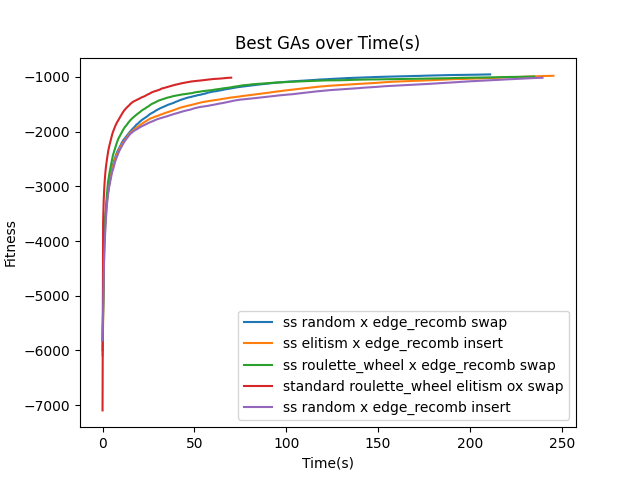 Best GAs over Time(s)
Fitness
−1000
−2000
−3000
−4000
−5000
−6000
−7000
ss random x edge_recomb swap
ss elitism x edge_recomb insert
ss roulette_wheel x edge_recomb swap
standard roulette_wheel elitism ox swap
ss random x edge_recomb insert
0 50 100 150 200 250
Time(s)